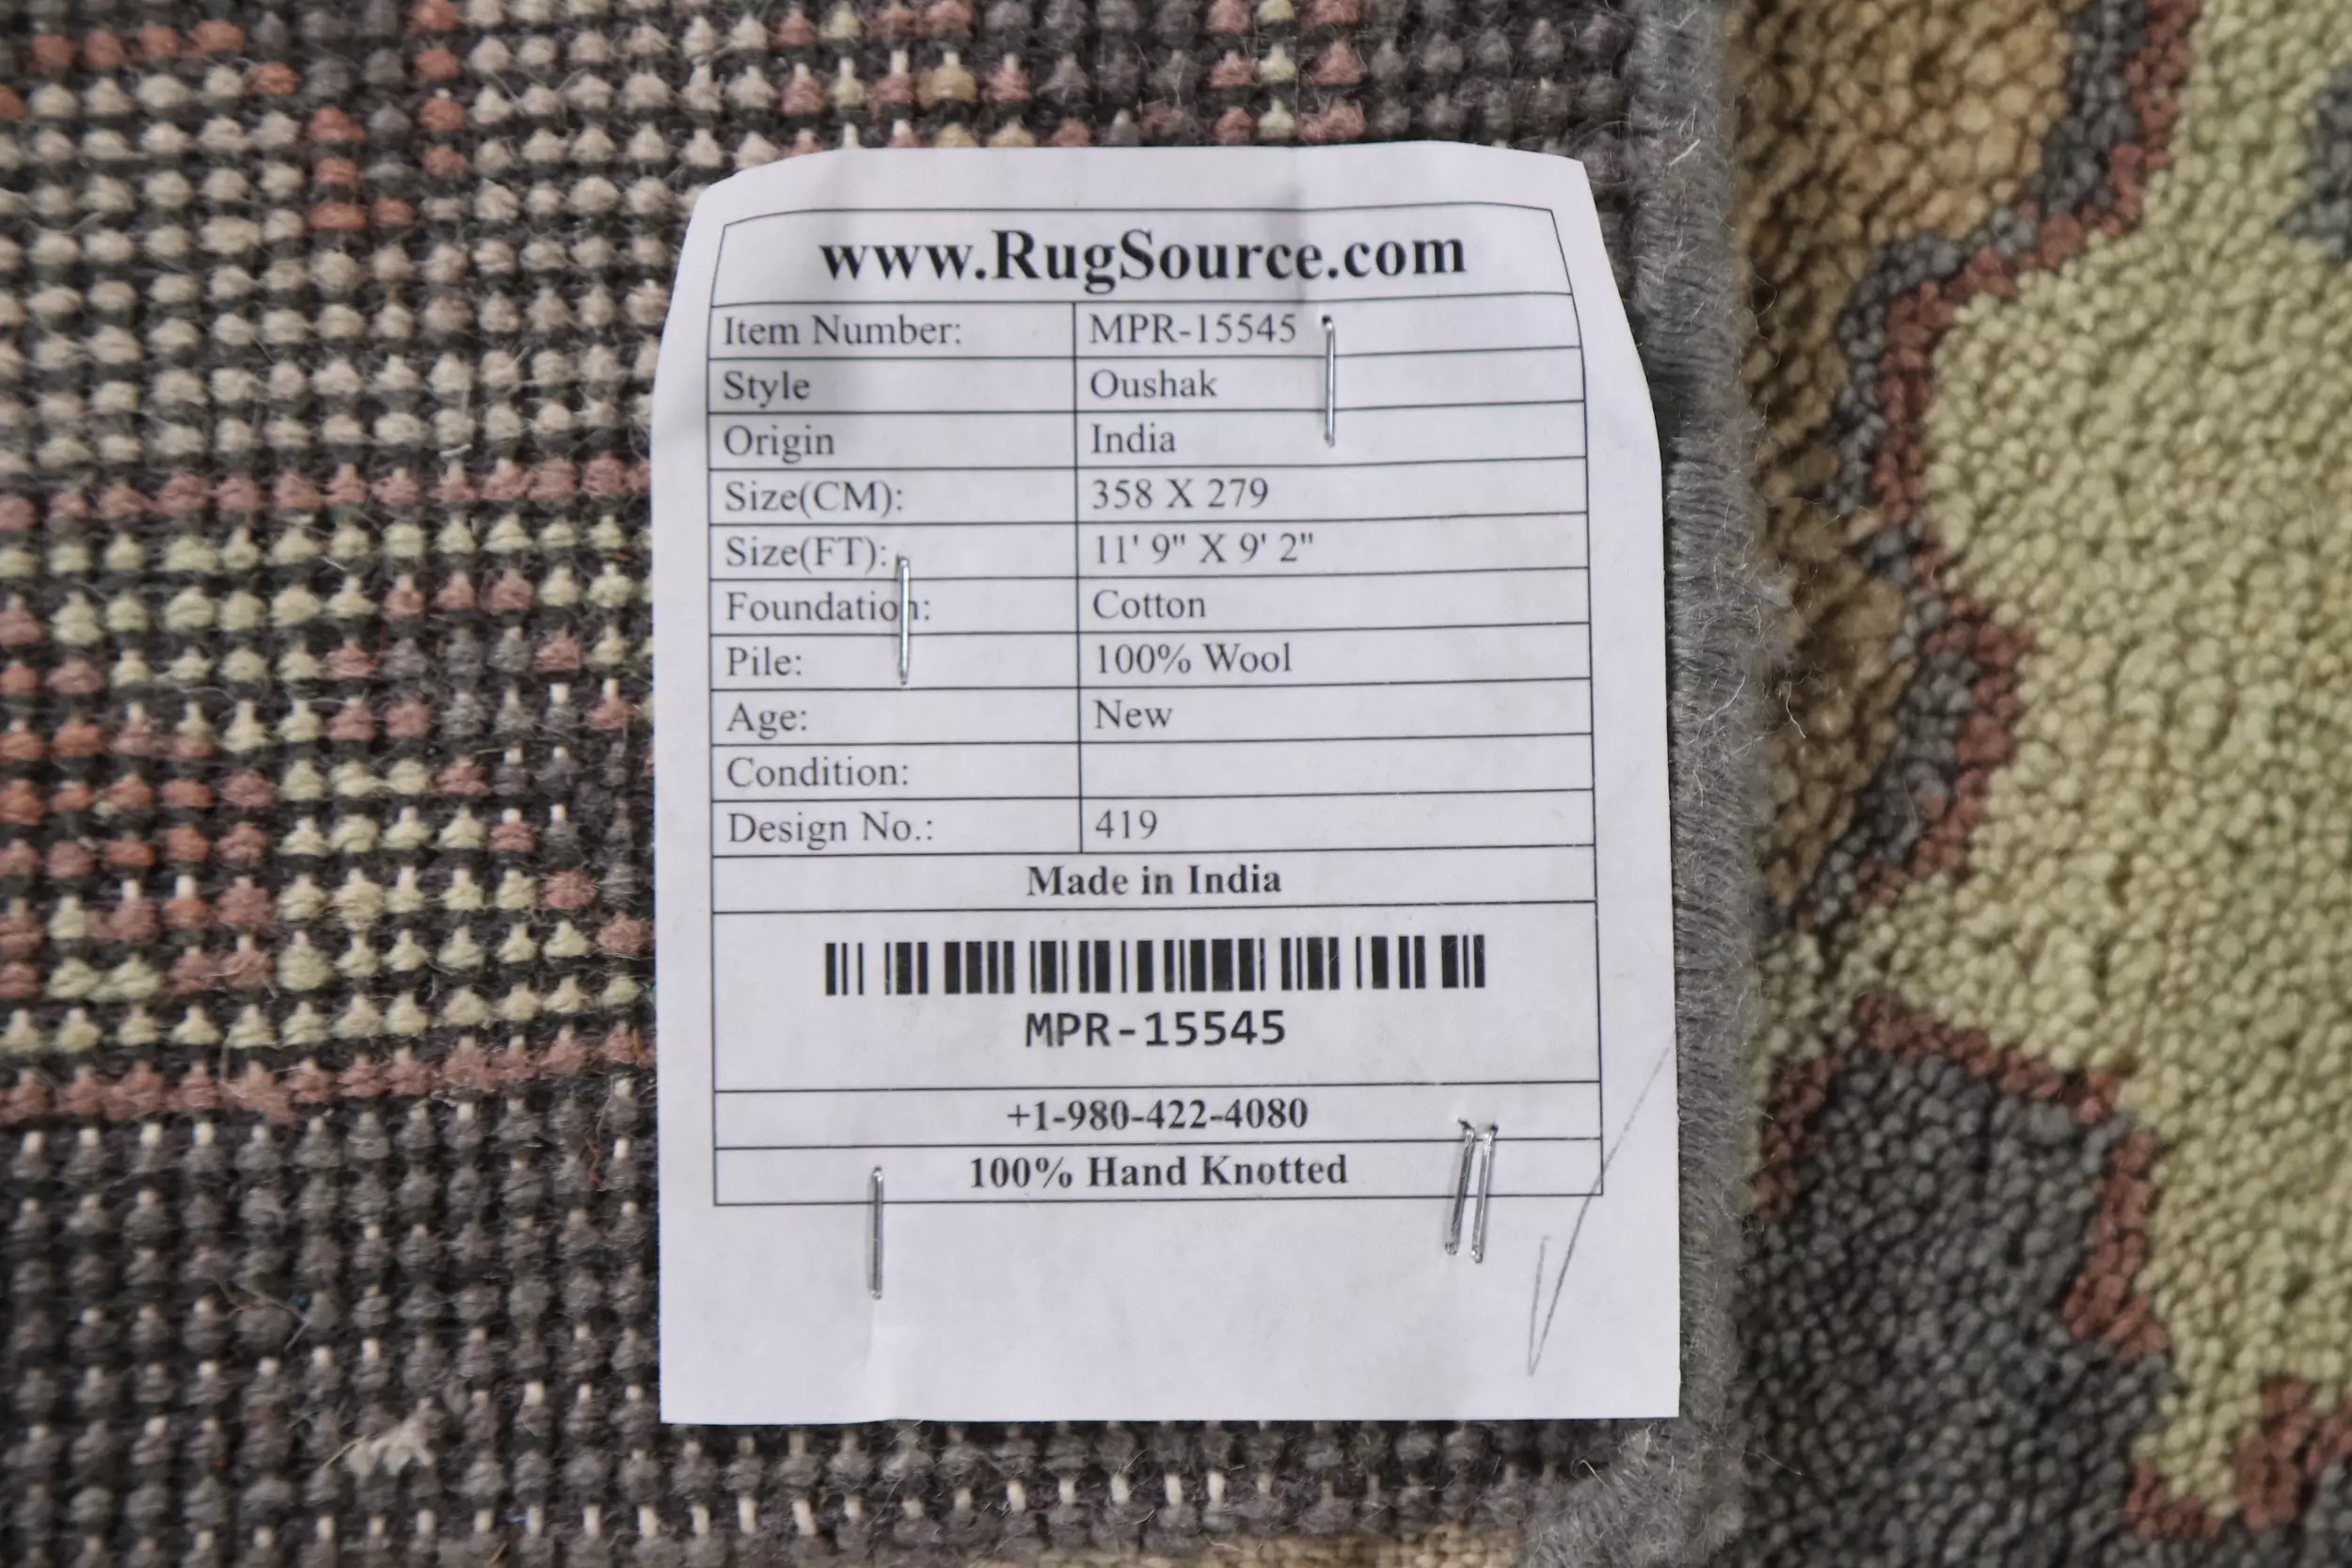 www.RugSource.com
Item Number: MPR-15545
Style Oushak
Origin India
Size(CM): 358 X 279
Size(FT): 11' 9" X 9' 2"
Foundation: Cotton
Pile: 100% Wool
Age: New
Condition:
Design No.: 419
Made in India
MPR-15545
+1-980-422-4080
100% Hand Knotted